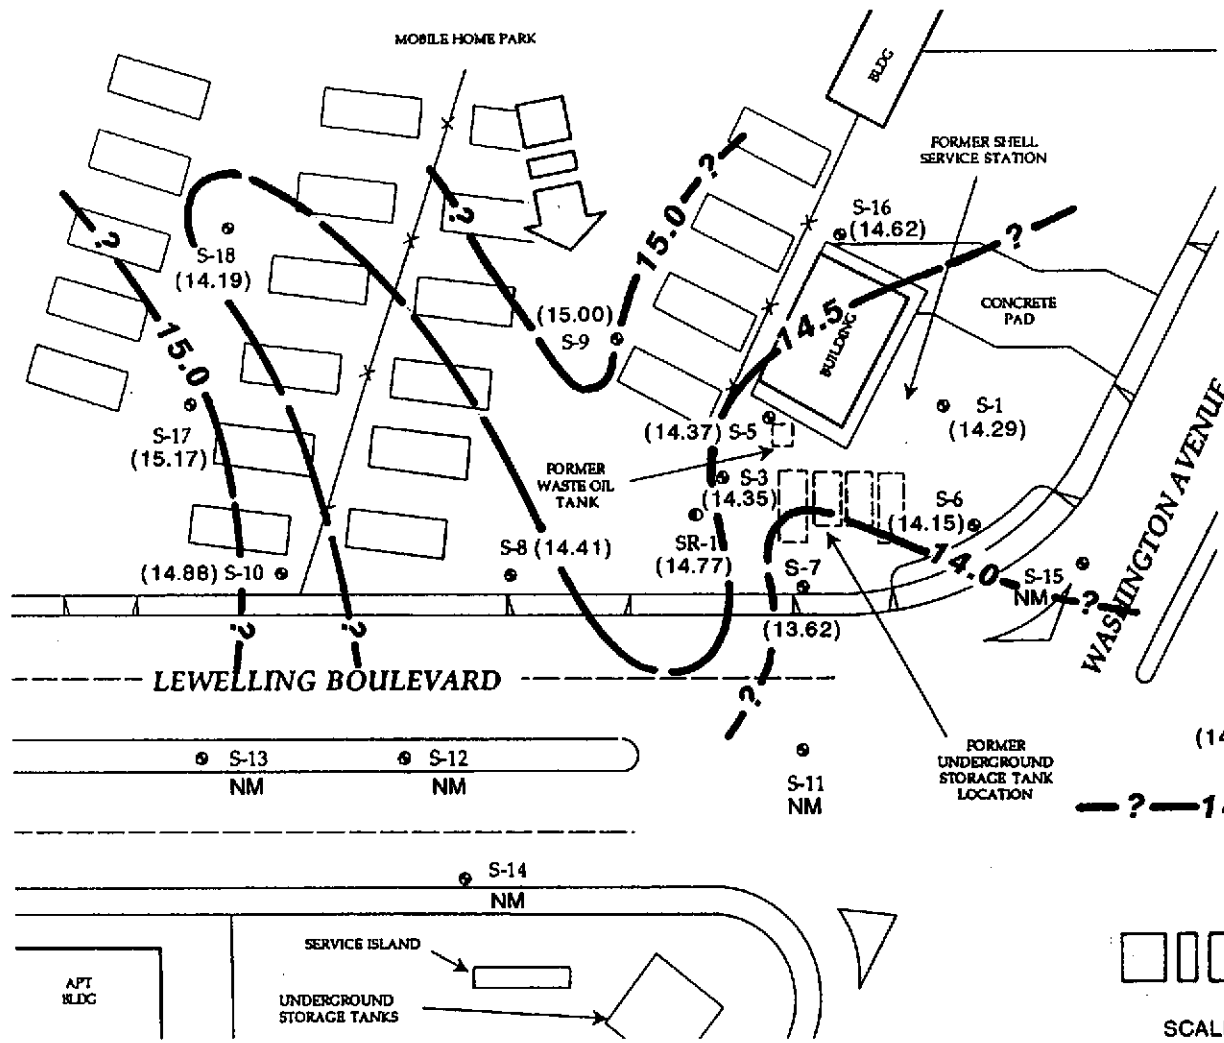 MOBILE HOME PARK
BLDG
FORMER SHELL
SERVICE STATION
S-16
(14.62)
?
?
?
15.0
?
S-18
(14.19)
CONCRETE
PAD
(15.00)
S-9
14.5
BUILDING
15.0
S-1
(14.29)
S-17
(15.17)
(14.37) S-5
FORMER
WASTE OIL
TANK
S-3
(14.35)
S-6
(14.15)
WASHINGTON AVENUE
SR-1
(14.77)
S-8 (14.41)
(14.88) S-10
S-7
14.0
S-15
NM
?
(13.62)
?
?
LEWELLING BOULEVARD
?
S-13
NM
S-12
NM
S-11
NM
FORMER
UNDERGROUND
STORAGE TANK
LOCATION
(14
? 14
S-14
NM
SERVICE ISLAND
APT
BLDG
UNDERGROUND
STORAGE TANKS
SCAL